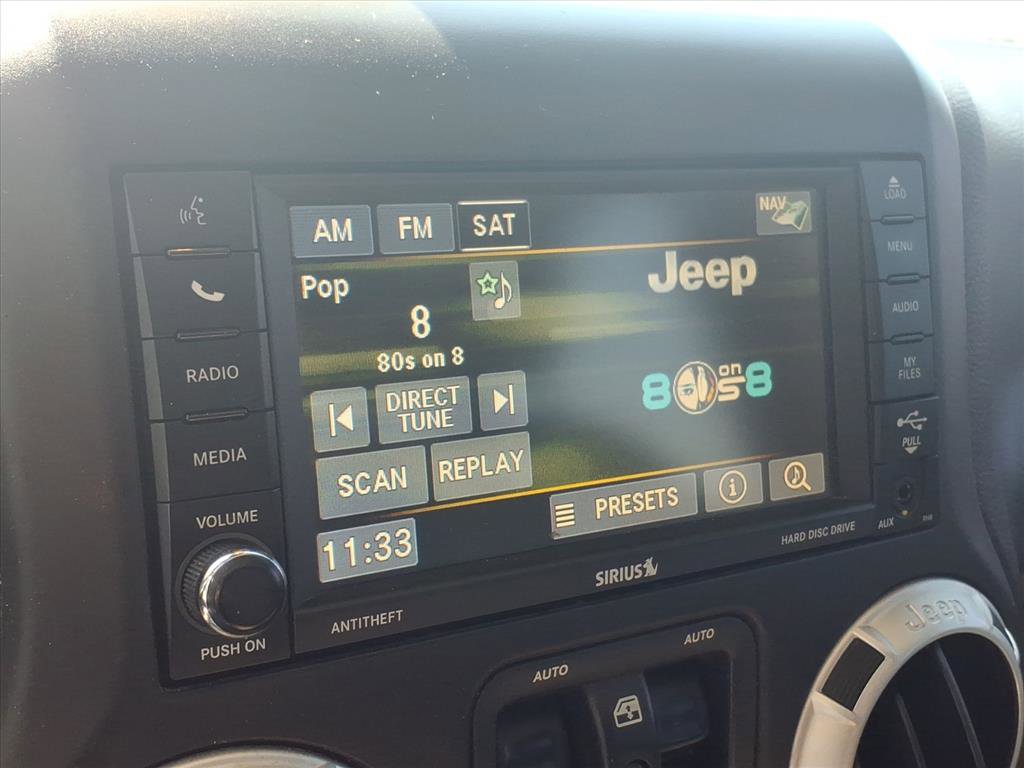 LOAD
AM FM SAT NAV
MENU
Pop
Jeep
RADIO
8
AUDIO
80s on 8
8 on 8
DIRECT
TUNE
MY
FILES
MEDIA
SCAN
REPLAY
PULL
VOLUME
PRESETS
i
11:33
AUX
HARD DISC DRIVE
SIRIUS
ANTITHEFT
PUSH ON
AUTO
AUTO
Jeep